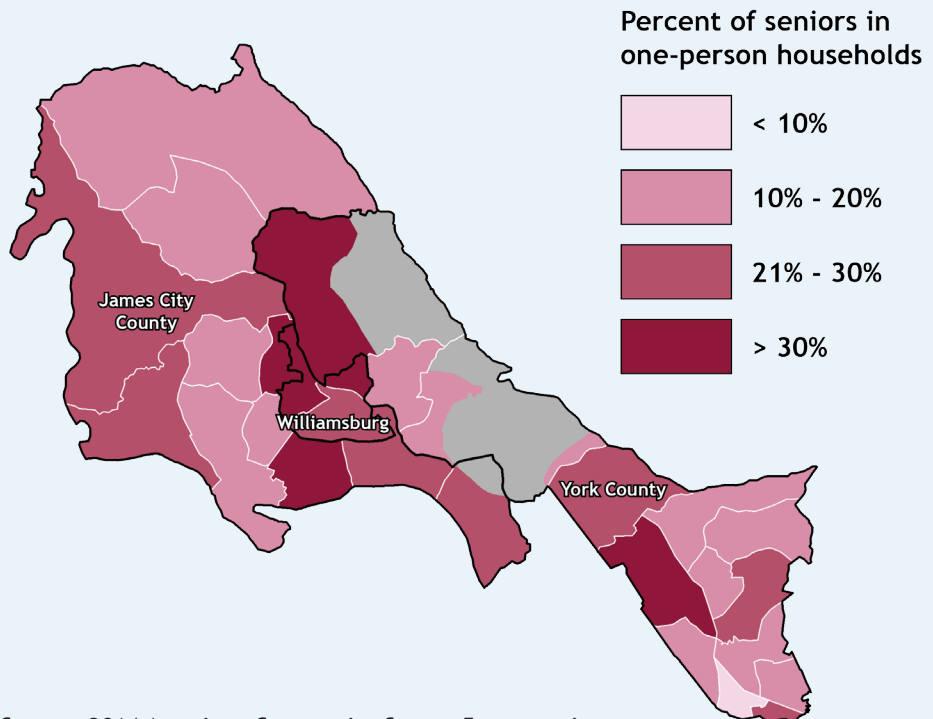 Percent of seniors in
one-person households
< 10%
10% - 20%
21% - 30%
> 30%
James City
County
Williamsburg
York County